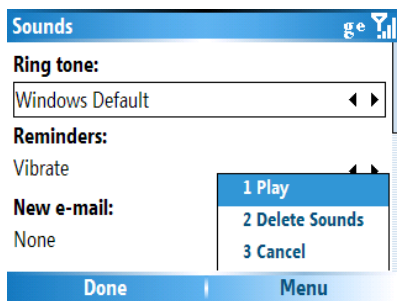 Sounds
ge
Ring tone:
Windows Default
Reminders:
Vibrate
1 Play
New e-mail:
2 Delete Sounds
None
3 Cancel
Done
Menu